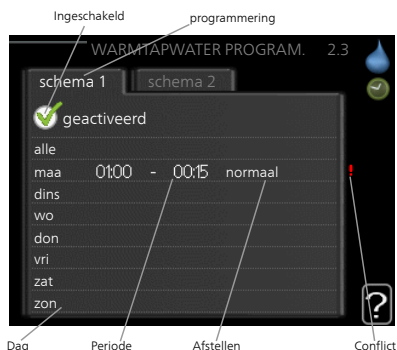 Ingeschakeld programmering
WARMTAPWATER PROGRAM. 2.3
schema 1 schema 2
geactiveerd
alle
maa 01:00 - 00:15 normaal !
dins
wo
don
vri
zat
zon
?
Dag Periode Afstellen Conflict